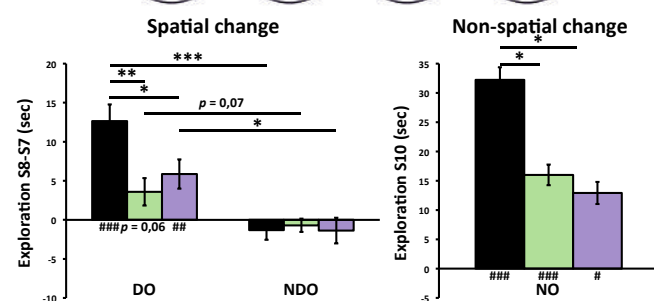 Spatial change
Non-spatial change
Exploration S8-S7 (sec)
20
15
10
5
0
-5
-10
***
**
*
p = 0,07
*
### p = 0,06 ##
DO
NDO
Exploration S10 (sec)
35
30
25
20
15
10
5
0
-5
*
*
### ### #
NO